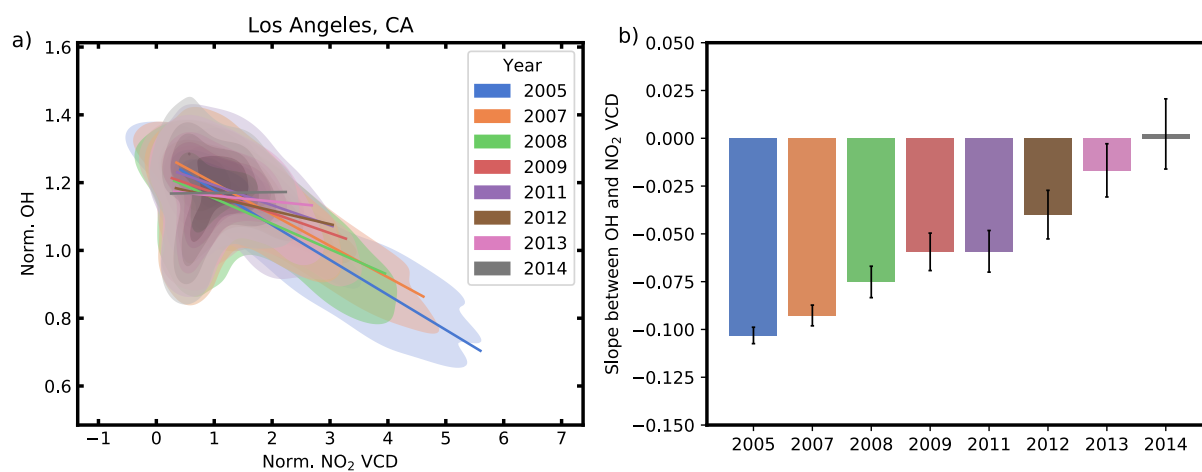 Los Angeles, CA
a)
1.6
1.4
1.2
1.0
0.8
0.6
Norm. OH
−1 0 1 2 3 4 5 6 7
Norm. NO₂ VCD
Year
2005
2007
2008
2009
2011
2012
2013
2014
b)
0.050
0.025
0.000
−0.025
−0.050
−0.075
−0.100
−0.125
−0.150
Slope between OH and NO₂ VCD
2005 2007 2008 2009 2011 2012 2013 2014